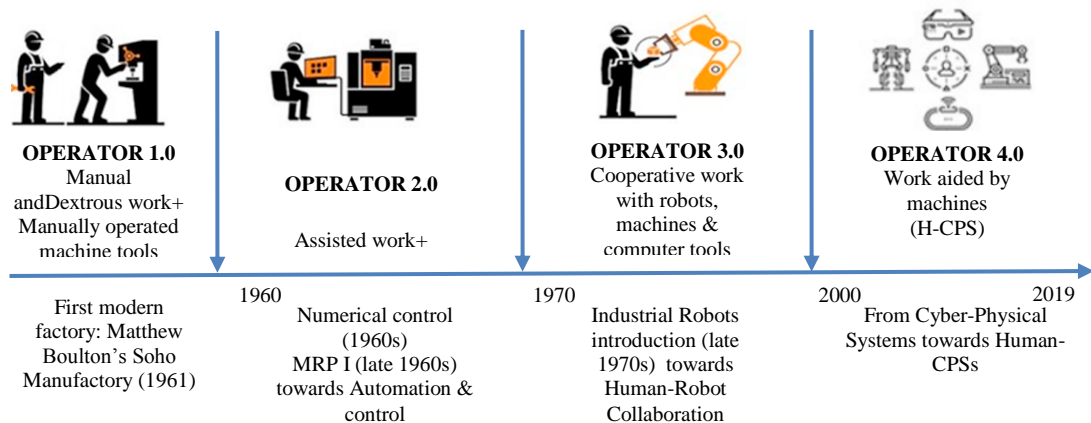 OPERATOR 1.0
Manual
andDextrous work+
Manually operated
machine tools
OPERATOR 2.0
Assisted work+
OPERATOR 3.0
Cooperative work
with robots,
machines &
computer tools
OPERATOR 4.0
Work aided by
machines
(H-CPS)
1960
1970
2000
2019
First modern
factory: Matthew
Boulton's Soho
Manufactory (1961)
Numerical control
(1960s)
MRP I (late 1960s)
towards Automation &
control
Industrial Robots
introduction (late
1970s) towards
Human-Robot
Collaboration
From Cyber-Physical
Systems towards Human-
CPSs